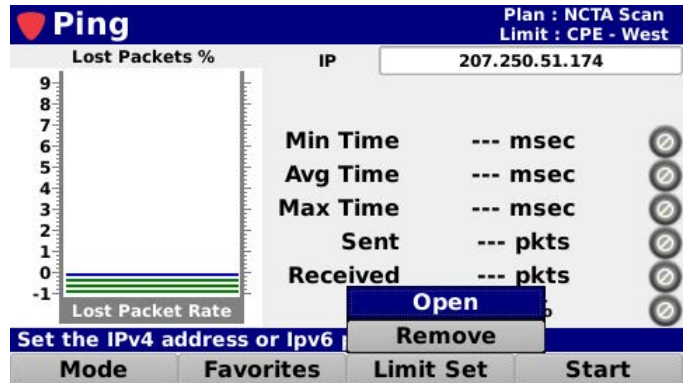 Ping
Plan : NCTA Scan
Limit : CPE - West
Lost Packets %
IP 207.250.51.174
9
8
7
6
5
4
3
2
1
0
-1
Lost Packet Rate
Min Time --- msec
Avg Time --- msec
Max Time --- msec
Sent --- pkts
Received --- pkts
Open
Remove
Set the IPv4 address or Ipv6
Mode Favorites Limit Set Start